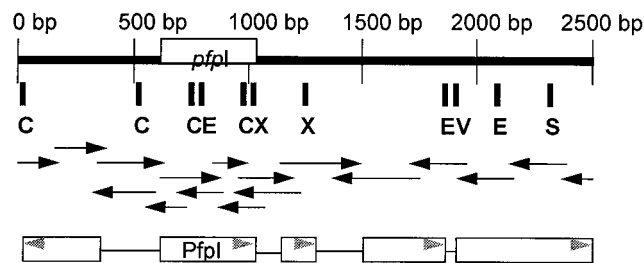 0 bp 500 bp 1000 bp 1500 bp 2000 bp 2500 bp
pfpI
C C CE CX X EV E S
PfpI